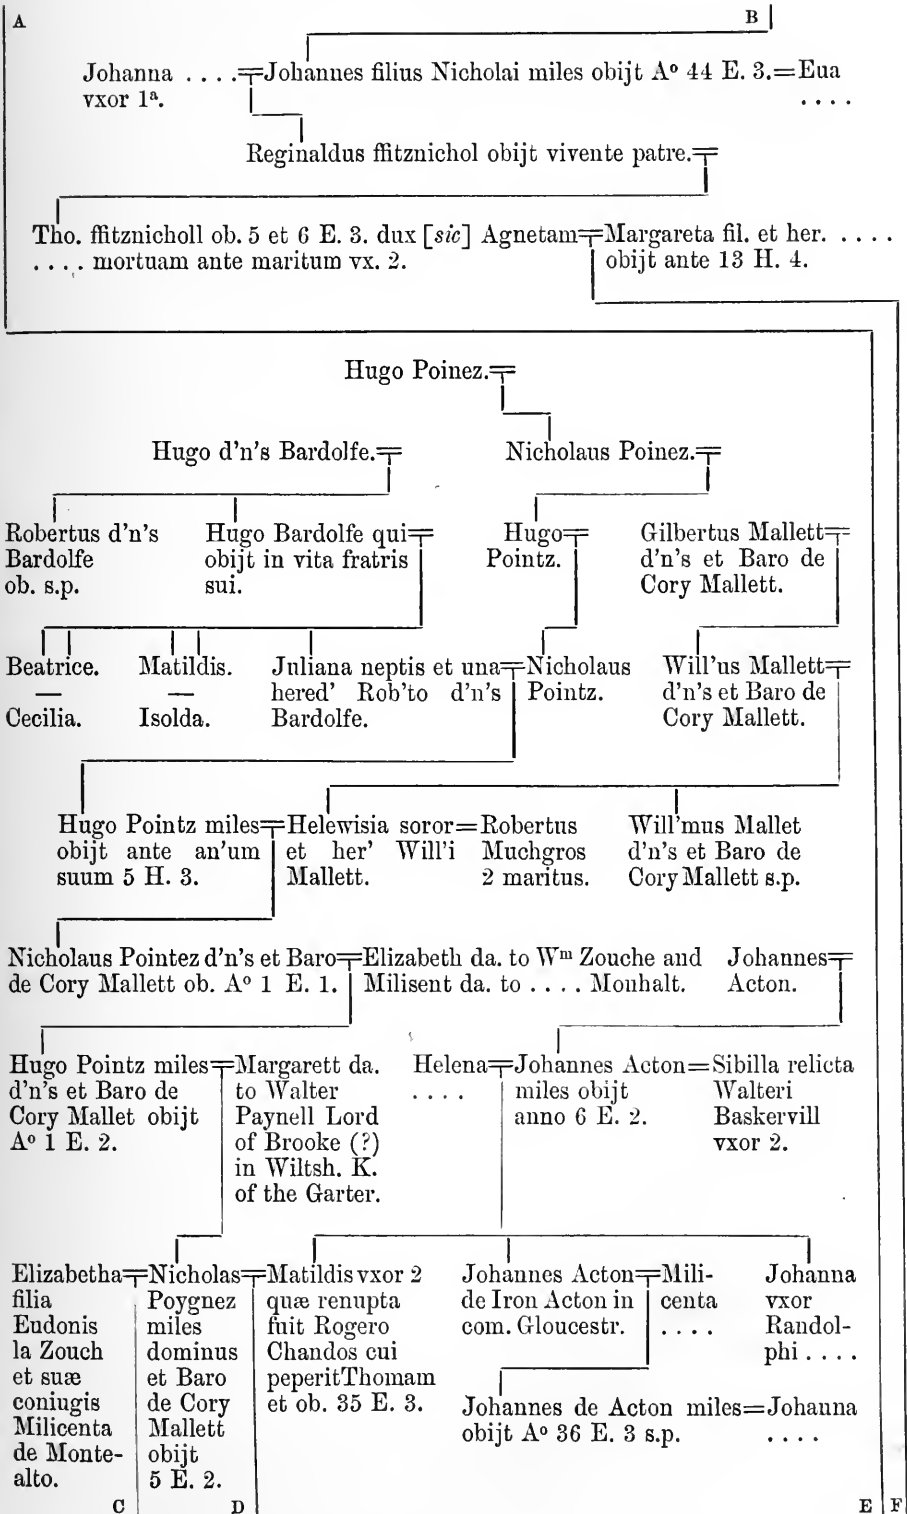 A
B
Johanna . . . .=Johannes filius Nicholai miles obijt Aº 44 E. 3.=Eua
vxor 1ª.
. . . .
Reginaldus ffitznichol obijt vivente patre.=
Tho. ffitznicholl ob. 5 et 6 E. 3. dux [sic] Agnetam=Margareta fil. et her. . . . .
. . . . mortuam ante maritum vx. 2.
obijt ante 13 H. 4.
Hugo Poinez.=
Hugo d'n's Bardolfe.=
Nicholaus Poinez.=
Robertus d'n's
Bardolfe
ob. s.p.
Hugo Bardolfe qui=
obijt in vita fratris
sui.
Hugo=
Pointz.
Gilbertus Mallett=
d'n's et Baro de
Cory Mallett.
Beatrice.
—
Cecilia.
Matildis.
—
Isolda.
Juliana neptis et una=Nicholaus
hered' Rob'to d'n's
Bardolfe.
Pointz.
Will'us Mallett=
d'n's et Baro de
Cory Mallett.
Hugo Pointz miles=Helewisia soror=Robertus
obijt ante an'um
suum 5 H. 3.
et her' Will'i
Mallett.
Muchgros
2 maritus.
Will'mus Mallet
d'n's et Baro de
Cory Mallett s.p.
Nicholaus Pointez d'n's et Baro=Elizabeth da. to Wᵐ Zouche and
de Cory Mallett ob. Aº 1 E. 1.
Milisent da. to . . . . Monhalt.
Johannes=
Acton.
Hugo Pointz miles=Margarett da.
d'n's et Baro de
Cory Mallet obijt
Aº 1 E. 2.
to Walter
Paynell Lord
of Brooke (?)
in Wiltsh. K.
of the Garter.
Helena=Johannes Acton=Sibilla relicta
. . . .
miles obijt
anno 6 E. 2.
Walteri
Baskervill
vxor 2.
Elizabetha=Nicholas=Matildis vxor 2
filia
Eudonis
la Zouch
et suæ
coniugis
Milicenta
de Monte-
alto.
Poygnez
miles
dominus
et Baro
de Cory
Mallett
obijt
5 E. 2.
quæ renupta
fuit Rogero
Chandos cui
peperit Thomam
et ob. 35 E. 3.
Johannes Acton=Mili-
de Iron Acton in
com. Gloucestr.
centa
. . . .
Johanna
vxor
Randol-
phi . . . .
Johannes de Acton miles=Johanna
obijt Aº 36 E. 3 s.p.
. . . .
C
D
E
F